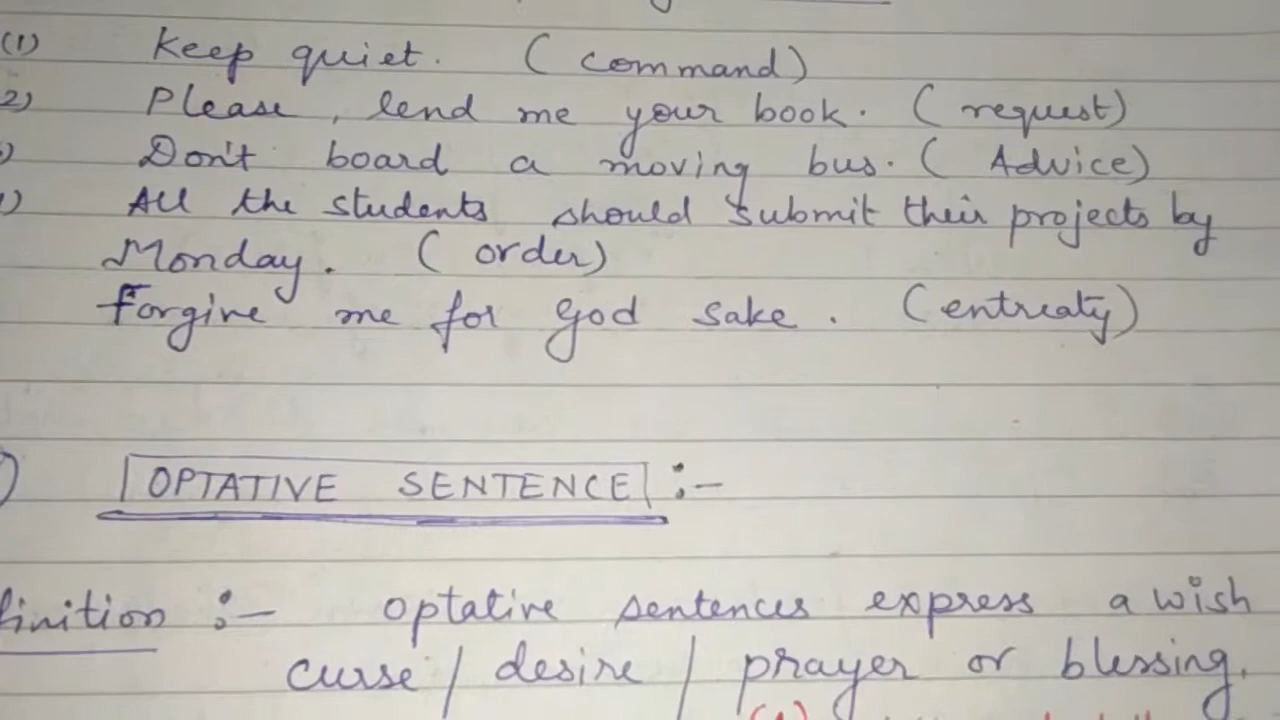 (1) Keep quiet. (command)
2) Please, lend me your book. (request)
) Don't board a moving bus. (Advice)
) All the students should submit their projects by
Monday. (order)
Forgive me for god sake. (entreaty)
) OPTATIVE SENTENCE :-
finition :- optative sentences express a wish
curse / desire / prayer or blessing.